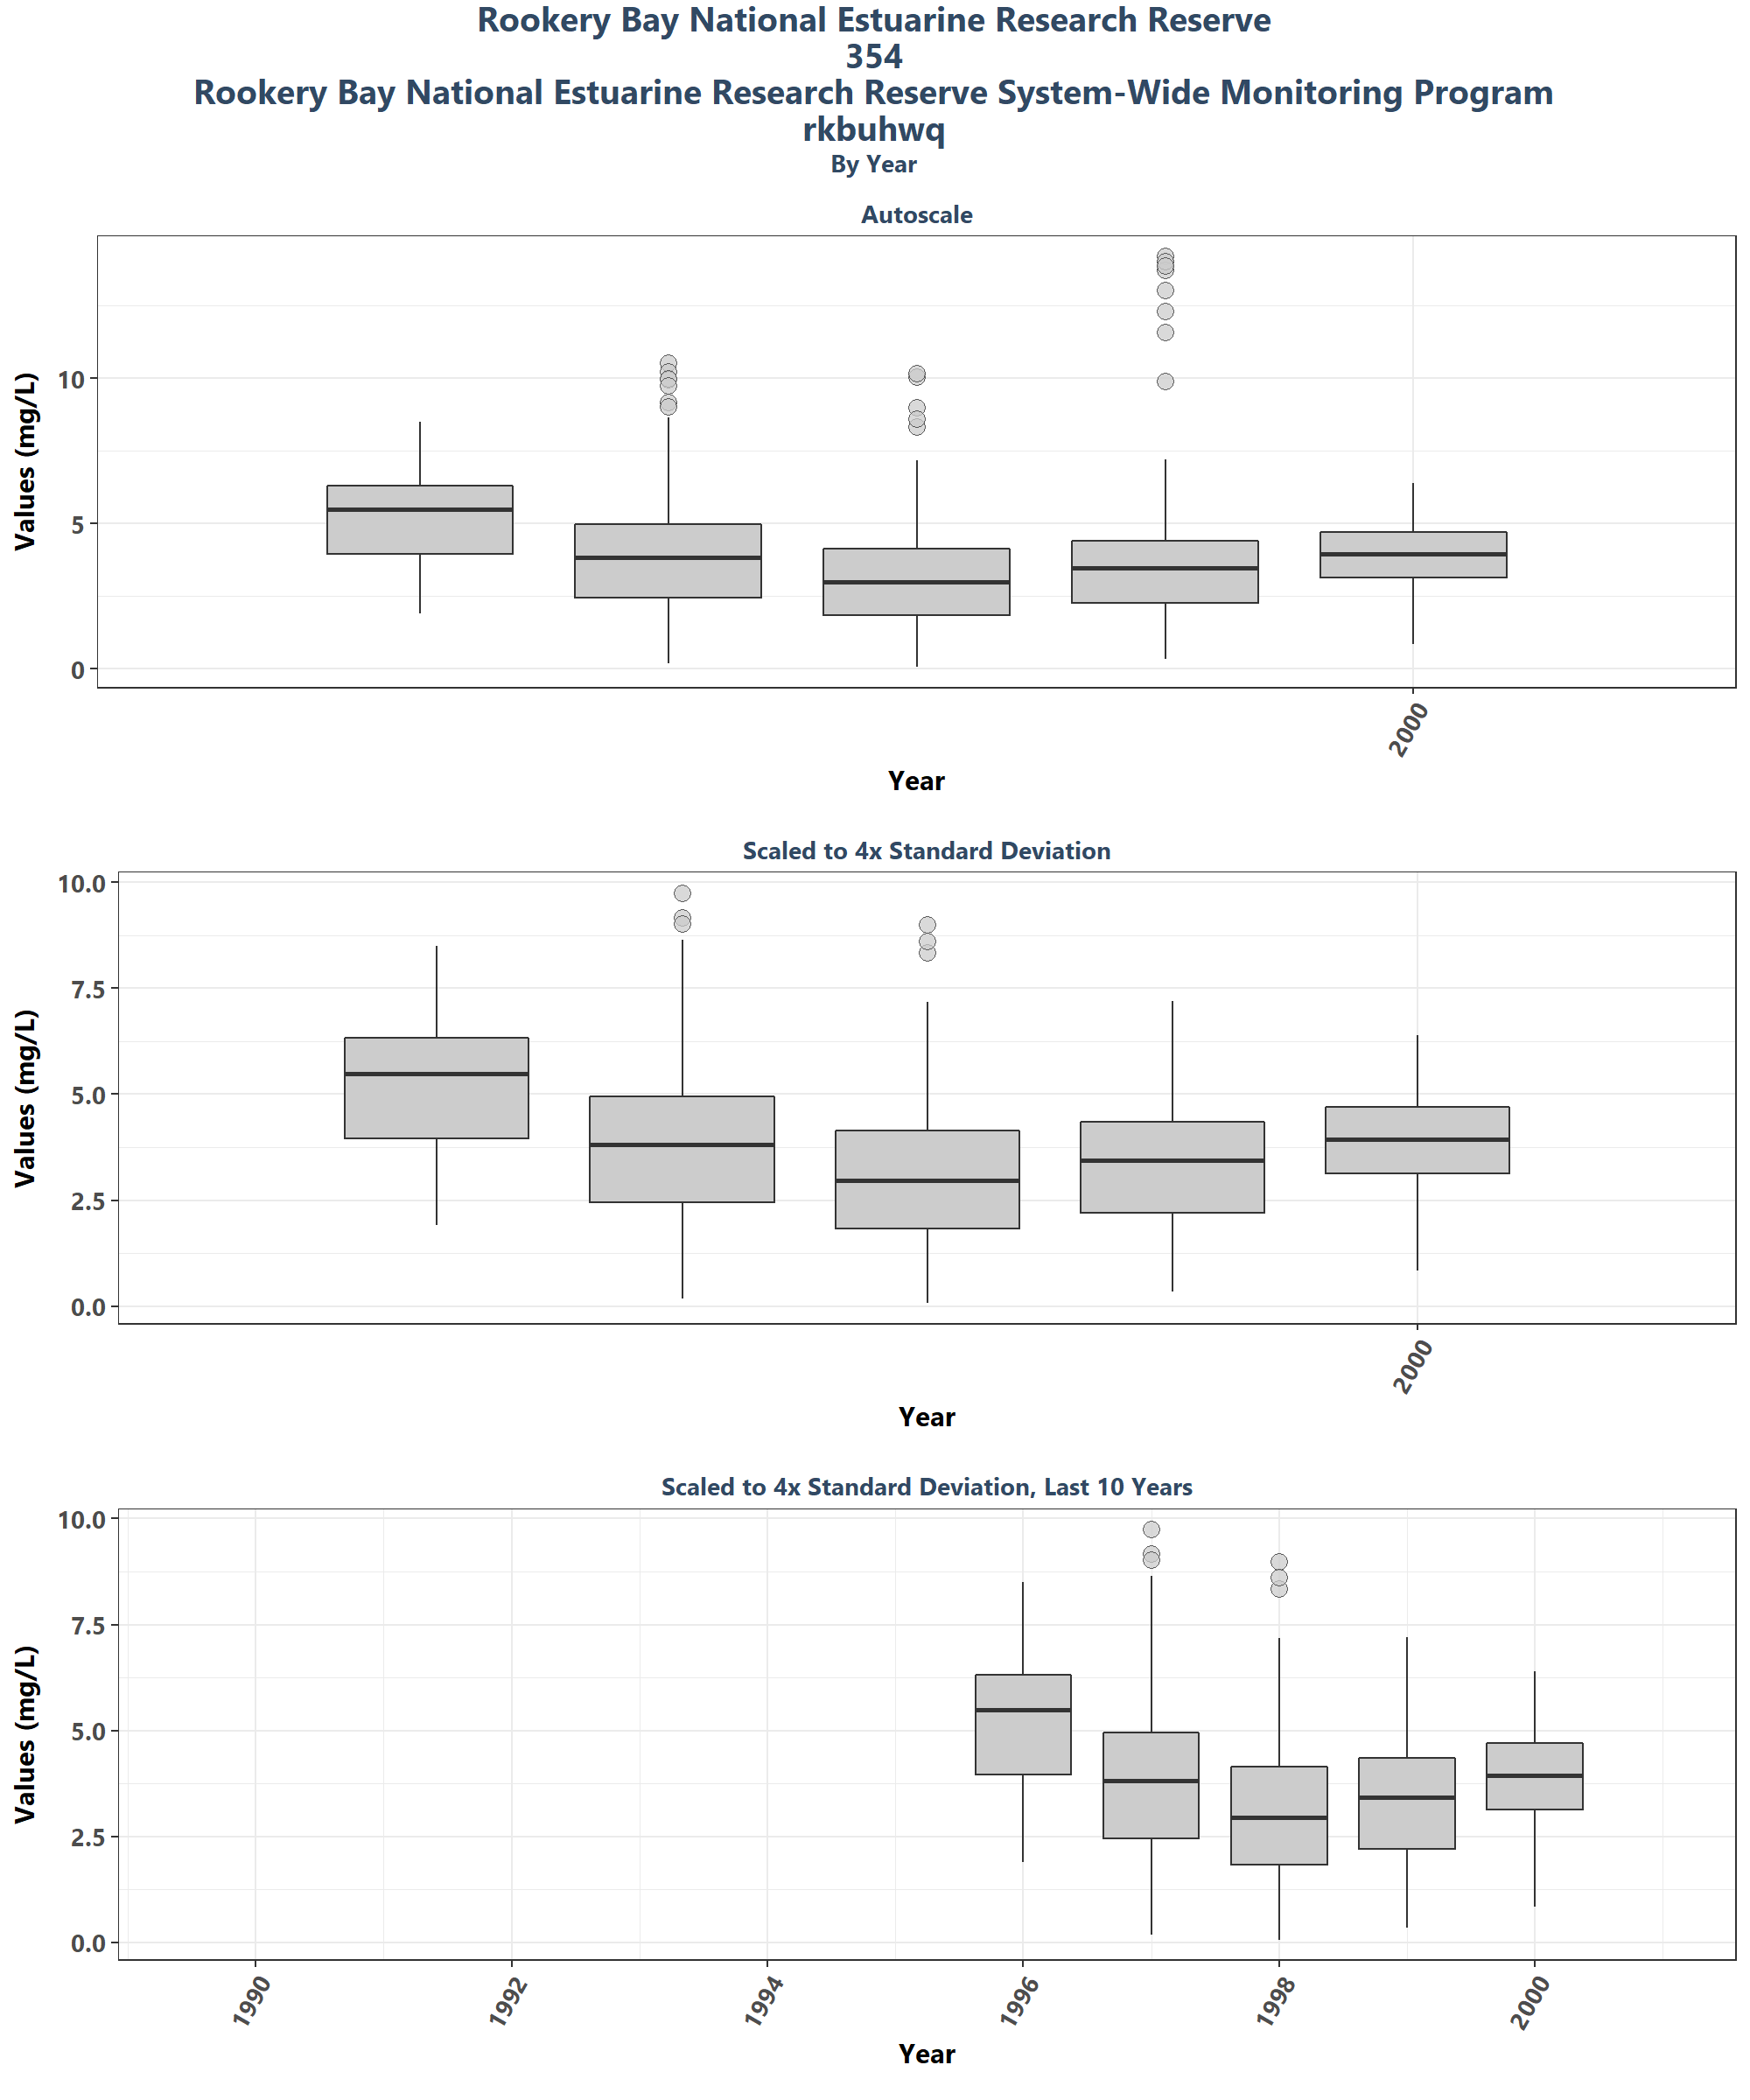 Rookery Bay National Estuarine Research Reserve
354
Rookery Bay National Estuarine Research Reserve System-Wide Monitoring Program
rkbuhwq
By Year
Autoscale
Values (mg/L)
10
5
0
2000
Year
Scaled to 4x Standard Deviation
Values (mg/L)
10.0
7.5
5.0
2.5
0.0
2000
Year
Scaled to 4x Standard Deviation, Last 10 Years
Values (mg/L)
10.0
7.5
5.0
2.5
0.0
1990 1992 1994 1996 1998 2000
Year